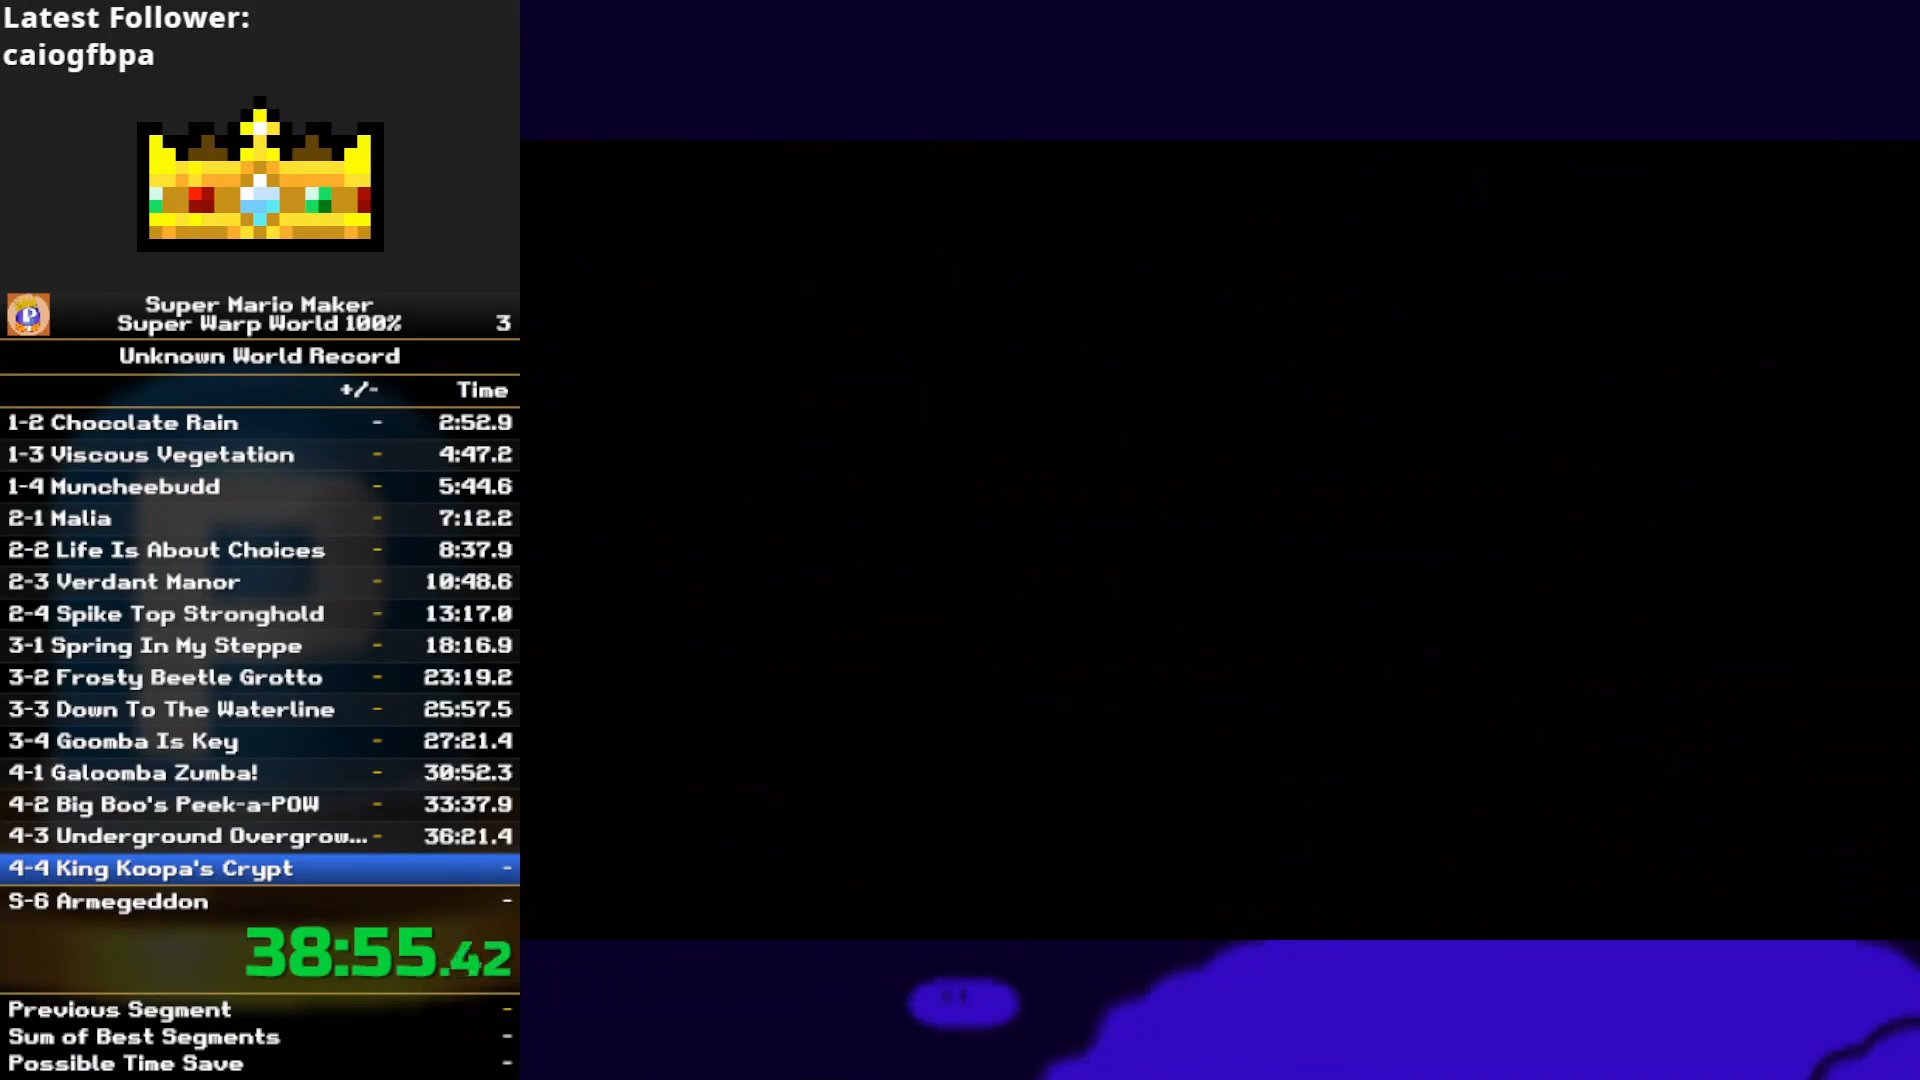 Latest Follower:
caiogfbpa
Super Mario Maker
Super Warp World 100% 3
Unknown World Record
+/- Time
1-2 Chocolate Rain - 2:52.9
1-3 Viscous Vegetation - 4:47.2
1-4 Muncheebudd - 5:44.6
2-1 Malia - 7:12.2
2-2 Life Is About Choices - 8:37.9
2-3 Verdant Manor - 10:48.6
2-4 Spike Top Stronghold - 13:17.0
3-1 Spring In My Steppe - 18:16.9
3-2 Frosty Beetle Grotto - 23:19.2
3-3 Down To The Waterline - 25:57.5
3-4 Goomba Is Key - 27:21.4
4-1 Galoomba Zumba! - 30:52.3
4-2 Big Boo's Peek-a-POW - 33:37.9
4-3 Underground Overgrow... - 36:21.4
4-4 King Koopa's Crypt -
S-6 Armegeddon -
38:55.42
Previous Segment -
Sum of Best Segments -
Possible Time Save -